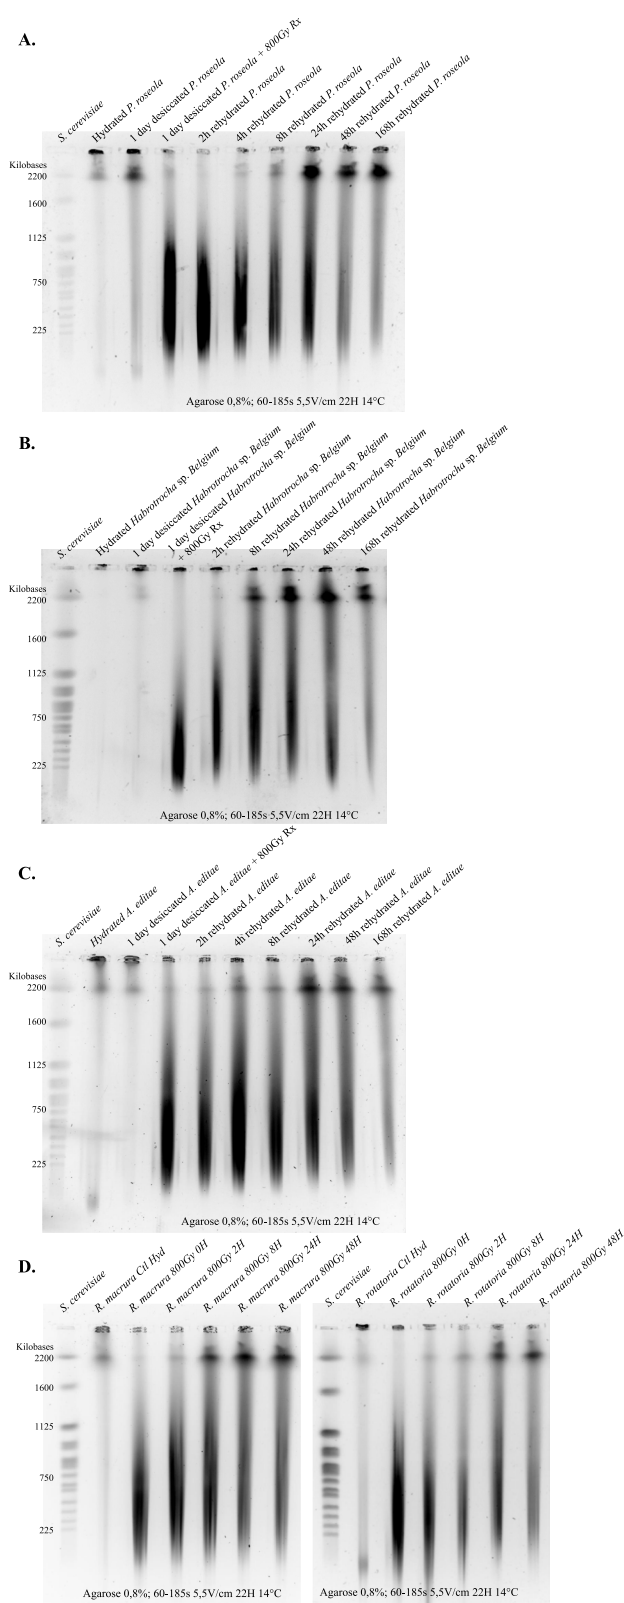 A.
S. cerevisiae
Hydrated P. roseola
1 day desiccated P. roseola
1 day desiccated P. roseola + 800Gy Rx
2h rehydrated P. roseola
4h rehydrated P. roseola
8h rehydrated P. roseola
24h rehydrated P. roseola
48h rehydrated P. roseola
168h rehydrated P. roseola
Kilobases
2200
1600
1125
750
225
Agarose 0,8%; 60-185s 5,5V/cm 22H 14°C
B.
S. cerevisiae
Hydrated Habrotrocha sp. Belgium
1 day desiccated Habrotrocha sp. Belgium
1 day desiccated Habrotrocha sp. Belgium
+ 800Gy Rx
2h rehydrated Habrotrocha sp. Belgium
8h rehydrated Habrotrocha sp. Belgium
24h rehydrated Habrotrocha sp. Belgium
48h rehydrated Habrotrocha sp. Belgium
168h rehydrated Habrotrocha sp. Belgium
Kilobases
2200
1600
1125
750
225
Agarose 0,8%; 60-185s 5,5V/cm 22H 14°C
C.
S. cerevisiae
Hydrated A. editae
1 day desiccated A. editae
1 day desiccated A. editae + 800Gy Rx
2h rehydrated A. editae
4h rehydrated A. editae
8h rehydrated A. editae
24h rehydrated A. editae
48h rehydrated A. editae
168h rehydrated A. editae
Kilobases
2200
1600
1125
750
225
Agarose 0,8%; 60-185s 5,5V/cm 22H 14°C
D.
S. cerevisiae
R. macrura Ctl Hyd
R. macrura 800Gy 0H
R. macrura 800Gy 2H
R. macrura 800Gy 8H
R. macrura 800Gy 24H
R. macrura 800Gy 48H
Kilobases
2200
1600
1125
750
225
Agarose 0,8%; 60-185s 5,5V/cm 22H 14°C
S. cerevisiae
R. rotatoria Ctl Hyd
R. rotatoria 800Gy 0H
R. rotatoria 800Gy 2H
R. rotatoria 800Gy 8H
R. rotatoria 800Gy 24H
R. rotatoria 800Gy 48H
Agarose 0,8%; 60-185s 5,5V/cm 22H 14°C